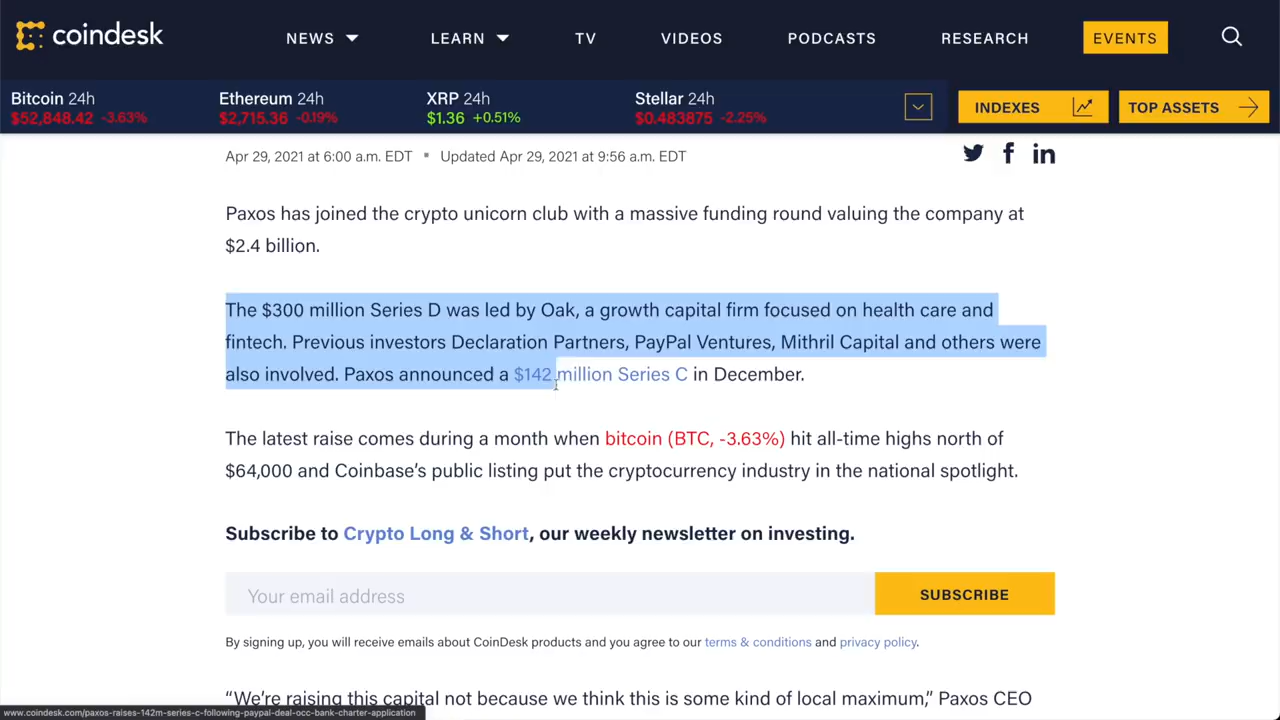 coindesk
NEWS LEARN TV VIDEOS PODCASTS RESEARCH EVENTS
Bitcoin 24h Ethereum 24h XRP 24h Stellar 24h
$52,848.42 -3.63% $2,715.36 -0.19% $1.36 +0.51% $0.483875 -2.25%
INDEXES TOP ASSETS
Apr 29, 2021 at 6:00 a.m. EDT ▪ Updated Apr 29, 2021 at 9:56 a.m. EDT
Paxos has joined the crypto unicorn club with a massive funding round valuing the company at
$2.4 billion.
The $300 million Series D was led by Oak, a growth capital firm focused on health care and
fintech. Previous investors Declaration Partners, PayPal Ventures, Mithril Capital and others were
also involved. Paxos announced a $142 million Series C in December.
The latest raise comes during a month when bitcoin (BTC, -3.63%) hit all-time highs north of
$64,000 and Coinbase’s public listing put the cryptocurrency industry in the national spotlight.
Subscribe to Crypto Long & Short, our weekly newsletter on investing.
Your email address
SUBSCRIBE
By signing up, you will receive emails about CoinDesk products and you agree to our terms & conditions and privacy policy.
“We’re raising this capital not because we think this is some kind of local maximum,” Paxos CEO
www.coindesk.com/paxos-raises-142m-series-c-following-paypal-deal-occ-bank-charter-application